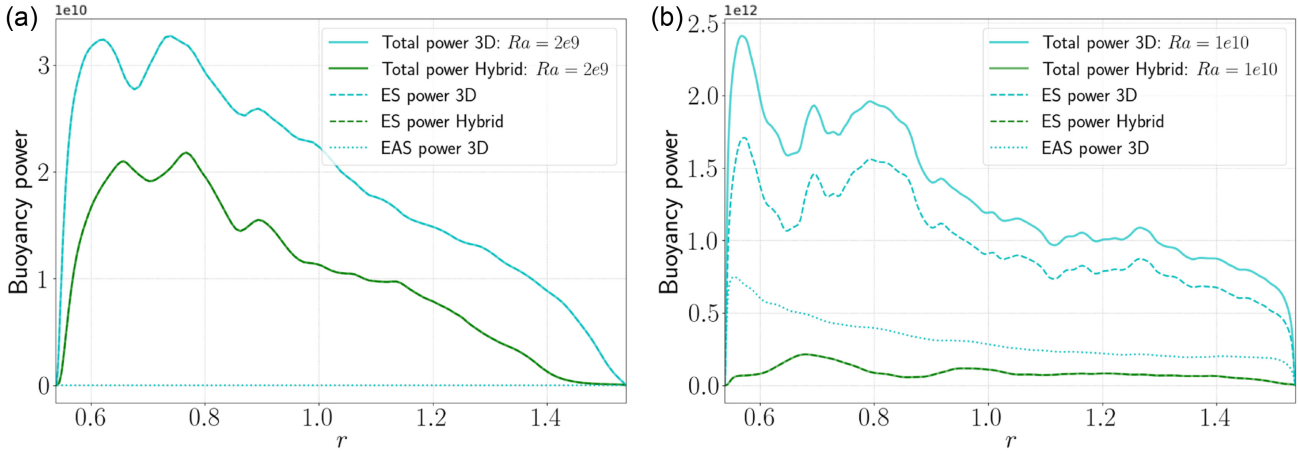 (a)
1e10
Total power 3D: Ra = 2e9
Total power Hybrid: Ra = 2e9
ES power 3D
ES power Hybrid
EAS power 3D
Buoyancy power
3
2
1
0
0.6 0.8 1.0 1.2 1.4
r
(b)
1e12
Total power 3D: Ra = 1e10
Total power Hybrid: Ra = 1e10
ES power 3D
ES power Hybrid
EAS power 3D
Buoyancy power
2.5
2.0
1.5
1.0
0.5
0.0
0.6 0.8 1.0 1.2 1.4
r